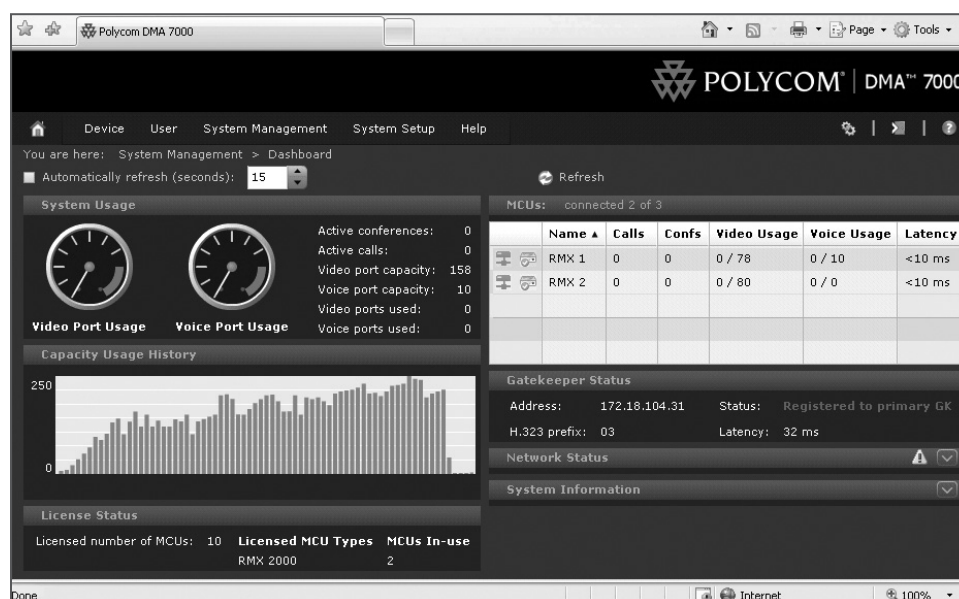 Polycom DMA 7000
Page
Tools
POLYCOM® | DMA™ 7000
Device User System Management System Setup Help
You are here: System Management > Dashboard
Automatically refresh (seconds): 15
Refresh
System Usage
Active conferences: 0
Active calls: 0
Video port capacity: 158
Voice port capacity: 10
Video ports used: 0
Voice ports used: 0
Video Port Usage Voice Port Usage
Capacity Usage History
250
0
License Status
Licensed number of MCUs: 10 Licensed MCU Types MCUs In-use
RMX 2000 2
MCUs: connected 2 of 3
Name Calls Confs Video Usage Voice Usage Latency
RMX 1 0 0 0 / 78 0 / 10 <10 ms
RMX 2 0 0 0 / 80 0 / 0 <10 ms
Gatekeeper Status
Address: 172.18.104.31 Status: Registered to primary GK
H.323 prefix: 03 Latency: 32 ms
Network Status
System Information
Done Internet 100%